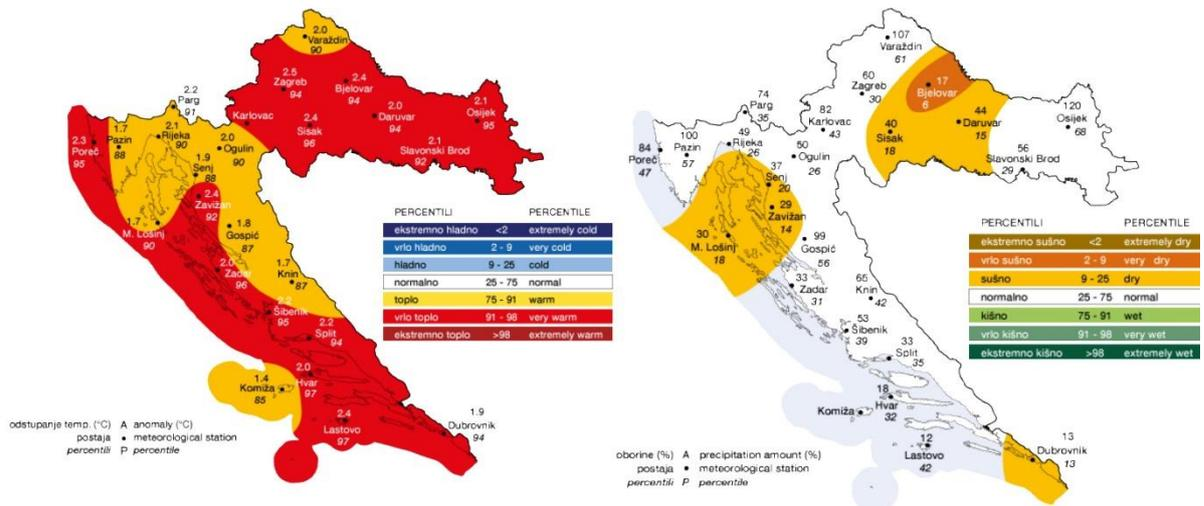 2.0
Varaždin
90
2.5
Zagreb
94
2.4
Bjelovar
94
2.0
Daruvar
94
2.1
Osijek
95
2.4
Sisak
96
2.1
Slavonski Brod
92
Karlovac
2.2
Parg
91
2.3
Poreč
95
1.7
Pazin
88
2.1
Rijeka
90
2.0
Ogulin
90
1.9
Senj
88
2.4
Zavižan
92
1.7
M. Lošinj
90
1.8
Gospić
87
2.0
Zadar
96
1.7
Knin
87
2.2
Šibenik
95
2.2
Split
94
2.0
Hvar
97
1.4
Komiža
85
2.4
Lastovo
97
1.9
Dubrovnik
94
PERCENTILI PERCENTILE
ekstremno hladno <2 extremely cold
vrlo hladno 2 - 9 very cold
hladno 9 - 25 cold
normalno 25 - 75 normal
toplo 75 - 91 warm
vrlo toplo 91 - 98 very warm
ekstremno toplo >98 extremely warm
odstupanje temp. (°C) A anomaly (°C)
postaja • meteorological station
percentili P percentile
107
Varaždin
61
60
Zagreb
30
17
Bjelovar
6
44
Daruvar
15
120
Osijek
68
40
Sisak
18
56
Slavonski Brod
29
82
Karlovac
43
74
Parg
35
84
Poreč
47
100
Pazin
57
49
Rijeka
26
50
Ogulin
26
37
Senj
20
29
Zavižan
14
30
M. Lošinj
18
99
Gospić
56
33
Zadar
31
65
Knin
42
53
Šibenik
39
33
Split
35
18
Hvar
32
Komiža
12
Lastovo
42
13
Dubrovnik
13
PERCENTILI PERCENTILE
ekstremno sušno <2 extremely dry
vrlo sušno 2 - 9 very dry
sušno 9 - 25 dry
normalno 25 - 75 normal
kišno 75 - 91 wet
vrlo kišno 91 - 98 very wet
ekstremno kišno >98 extremely wet
oborine (%) A precipitation amount (%)
postaja • meteorological station
percentili P percentile